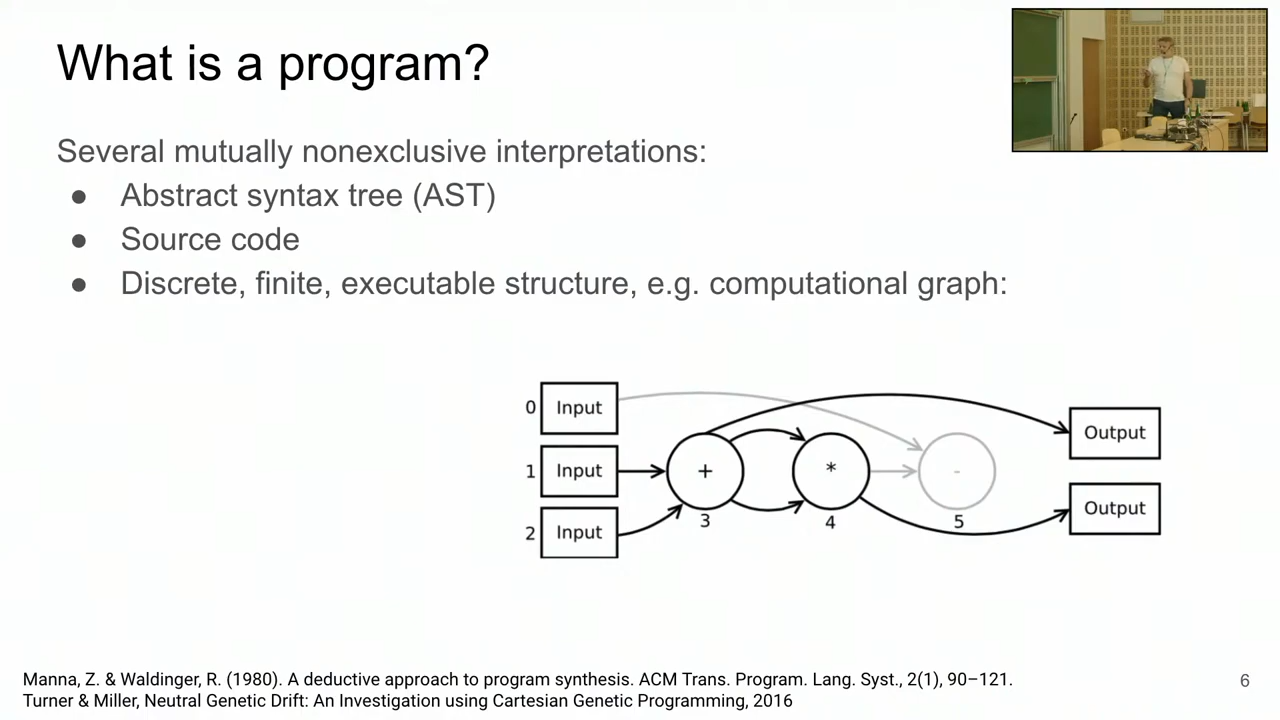 What is a program?
Several mutually nonexclusive interpretations:
● Abstract syntax tree (AST)
● Source code
● Discrete, finite, executable structure, e.g. computational graph:
0 Input
1 Input
2 Input
+
3
*
4
-
5
Output
Output
Manna, Z. & Waldinger, R. (1980). A deductive approach to program synthesis. ACM Trans. Program. Lang. Syst., 2(1), 90–121.
Turner & Miller, Neutral Genetic Drift: An Investigation using Cartesian Genetic Programming, 2016
6